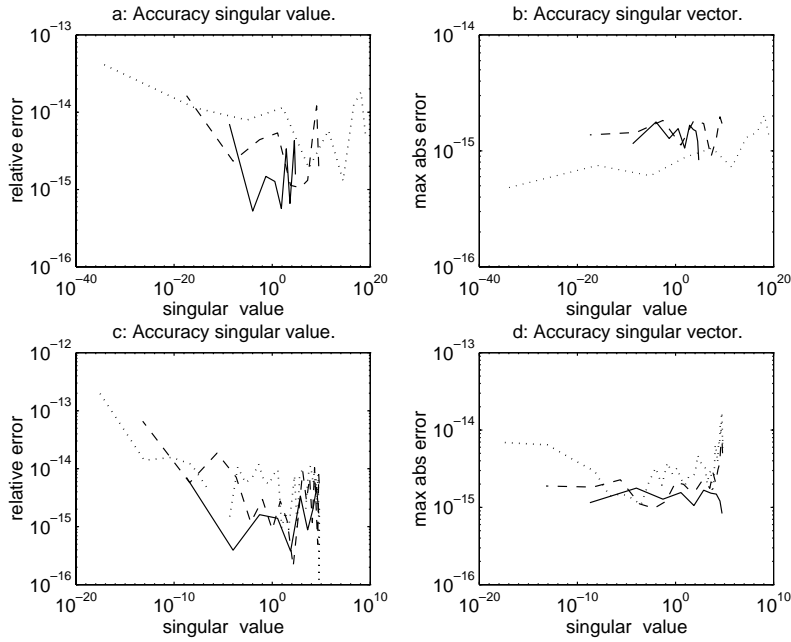 a: Accuracy singular value.
10^−13
10^−14
10^−15
10^−16
relative error
10^−40
10^−20
10^0
10^20
singular value
b: Accuracy singular vector.
10^−14
10^−15
10^−16
max abs error
10^−40
10^−20
10^0
10^20
singular value
c: Accuracy singular value.
10^−12
10^−13
10^−14
10^−15
10^−16
relative error
10^−20
10^−10
10^0
10^10
singular value
d: Accuracy singular vector.
10^−13
10^−14
10^−15
10^−16
max abs error
10^−20
10^−10
10^0
10^10
singular value